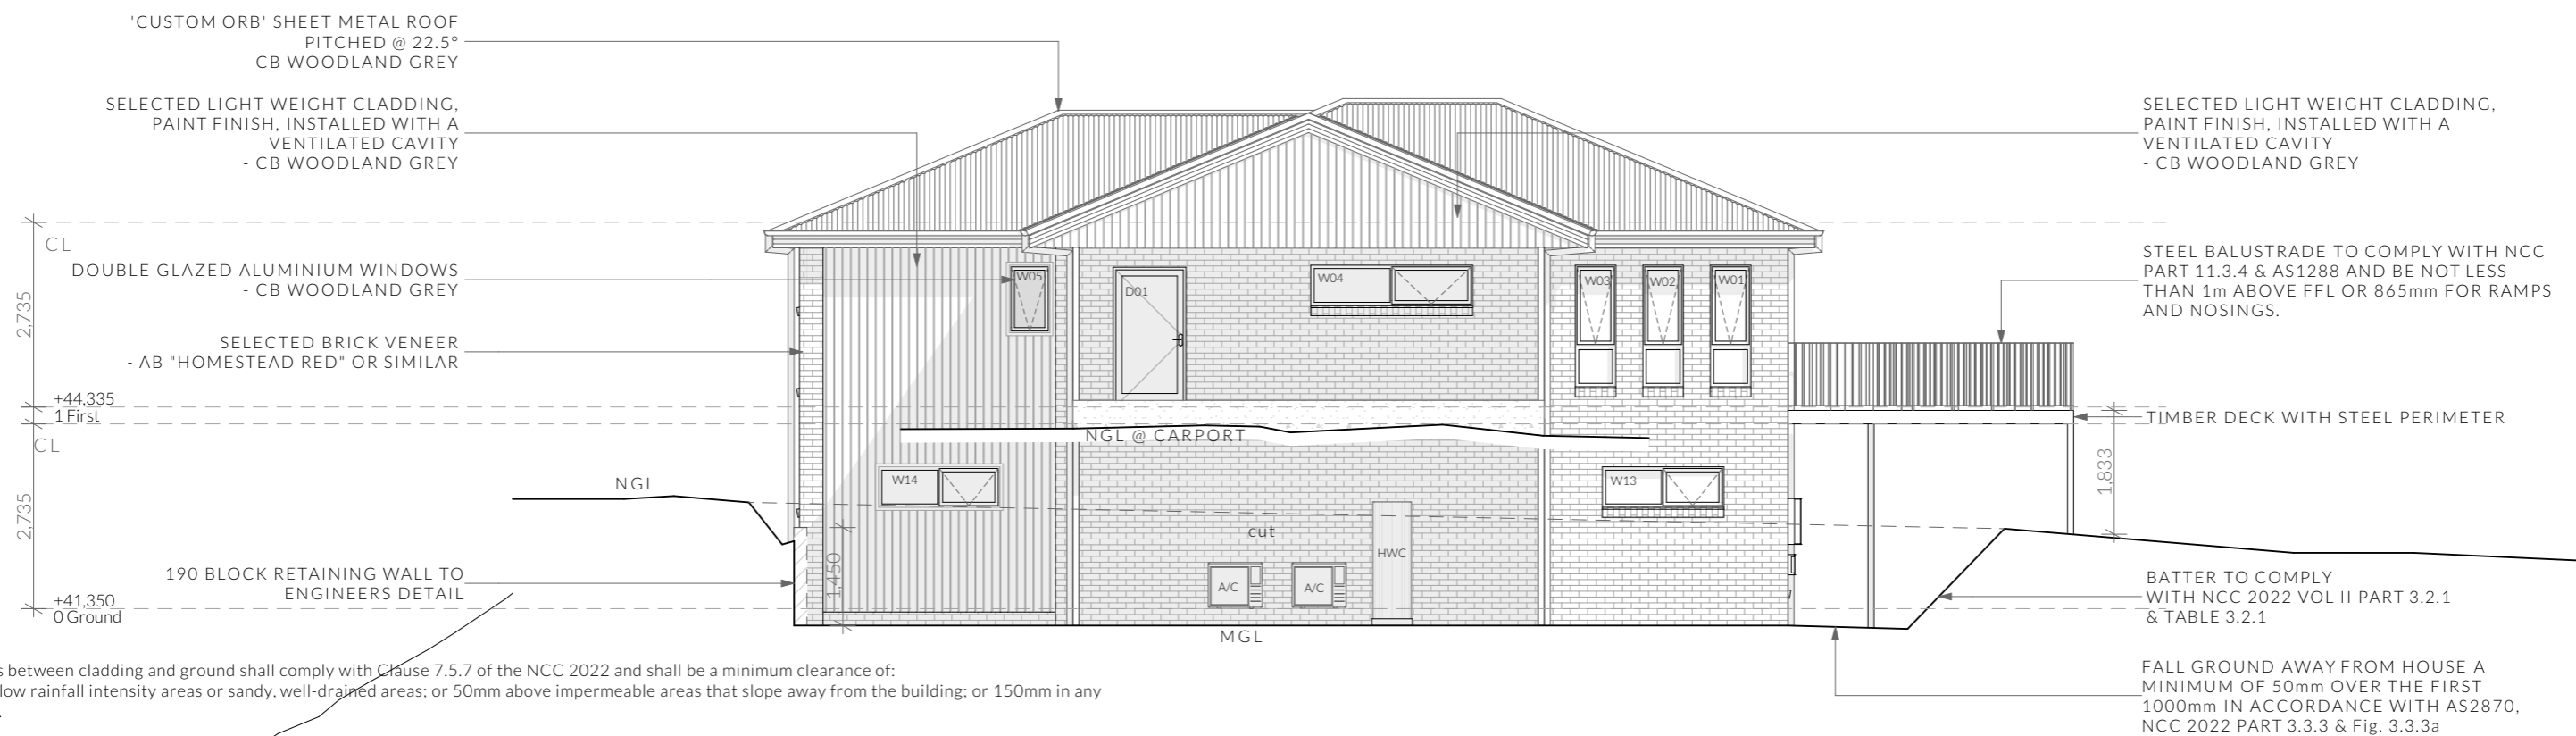 'CUSTOM ORB' SHEET METAL ROOF
PITCHED @ 22.5°
- CB WOODLAND GREY
SELECTED LIGHT WEIGHT CLADDING,
PAINT FINISH, INSTALLED WITH A
VENTILATED CAVITY
- CB WOODLAND GREY
CL
DOUBLE GLAZED ALUMINIUM WINDOWS
- CB WOODLAND GREY
2,735
SELECTED BRICK VENEER
- AB "HOMESTEAD RED" OR SIMILAR
+44,335
1 First
CL
NGL
2,735
190 BLOCK RETAINING WALL TO
ENGINEERS DETAIL
+41,350
0 Ground
W05
D01
W04
W03
W02
W01
NGL @ CARPORT
W14
W13
cut
HWC
A/C
A/C
1,450
MGL
SELECTED LIGHT WEIGHT CLADDING,
PAINT FINISH, INSTALLED WITH A
VENTILATED CAVITY
- CB WOODLAND GREY
STEEL BALUSTRADE TO COMPLY WITH NCC
PART 11.3.4 & AS1288 AND BE NOT LESS
THAN 1m ABOVE FFL OR 865mm FOR RAMPS
AND NOSINGS.
TIMBER DECK WITH STEEL PERIMETER
1,833
BATTER TO COMPLY
WITH NCC 2022 VOL II PART 3.2.1
& TABLE 3.2.1
FALL GROUND AWAY FROM HOUSE A
MINIMUM OF 50mm OVER THE FIRST
1000mm IN ACCORDANCE WITH AS2870,
NCC 2022 PART 3.3.3 & Fig. 3.3.3a
s between cladding and ground shall comply with Clause 7.5.7 of the NCC 2022 and shall be a minimum clearance of:
low rainfall intensity areas or sandy, well-drained areas; or 50mm above impermeable areas that slope away from the building; or 150mm in any
.